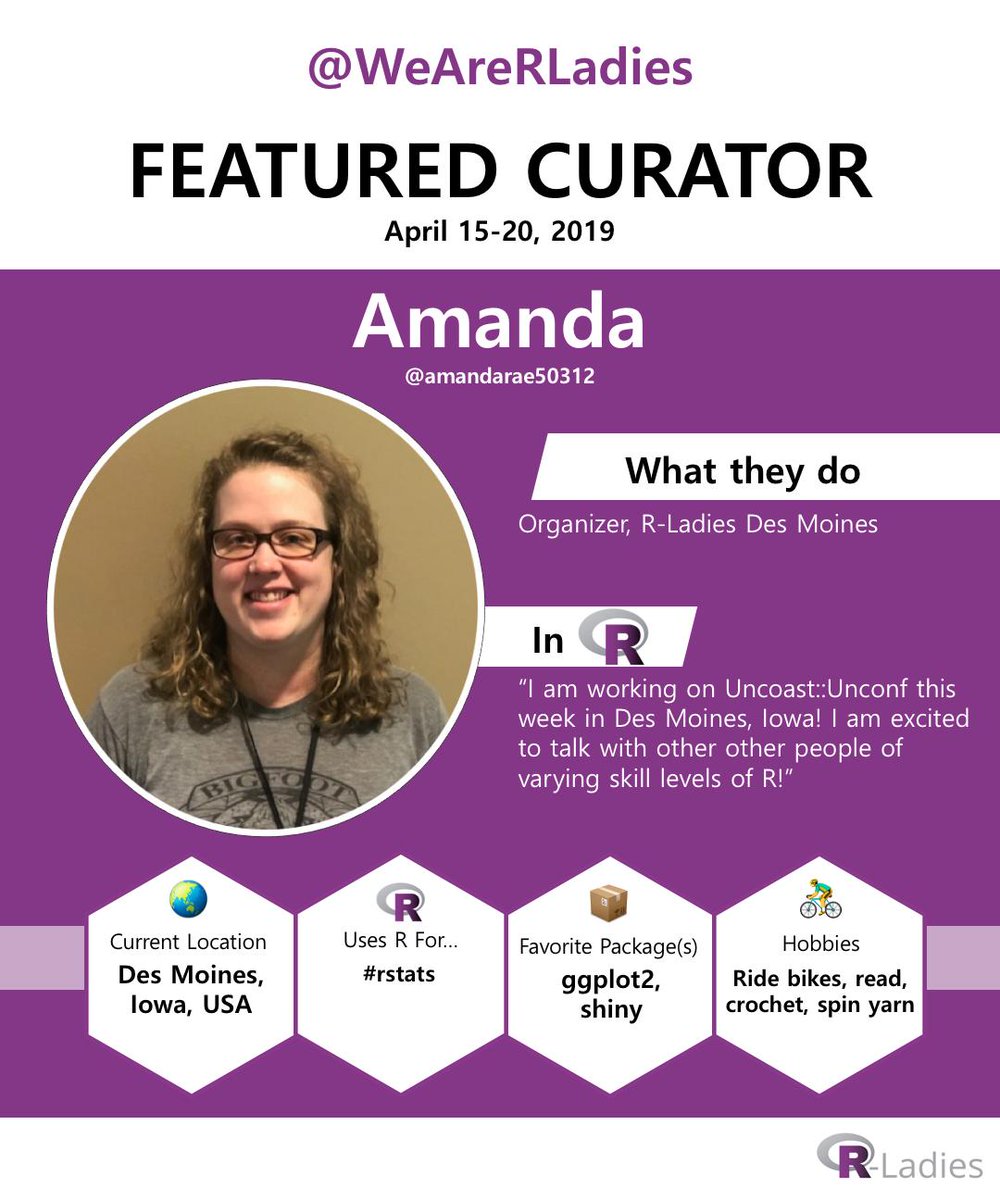 @WeAreRLadies
FEATURED CURATOR
April 15-20, 2019
Amanda
@amandarae50312
What they do
Organizer, R-Ladies Des Moines
In R
“I am working on Uncoast::Unconf this
week in Des Moines, Iowa! I am excited
to talk with other other people of
varying skill levels of R!”
BIGFOOT
Current Location
Des Moines,
Iowa, USA
R
Uses R For...
#rstats
Favorite Package(s)
ggplot2,
shiny
Hobbies
Ride bikes, read,
crochet, spin yarn
R-Ladies